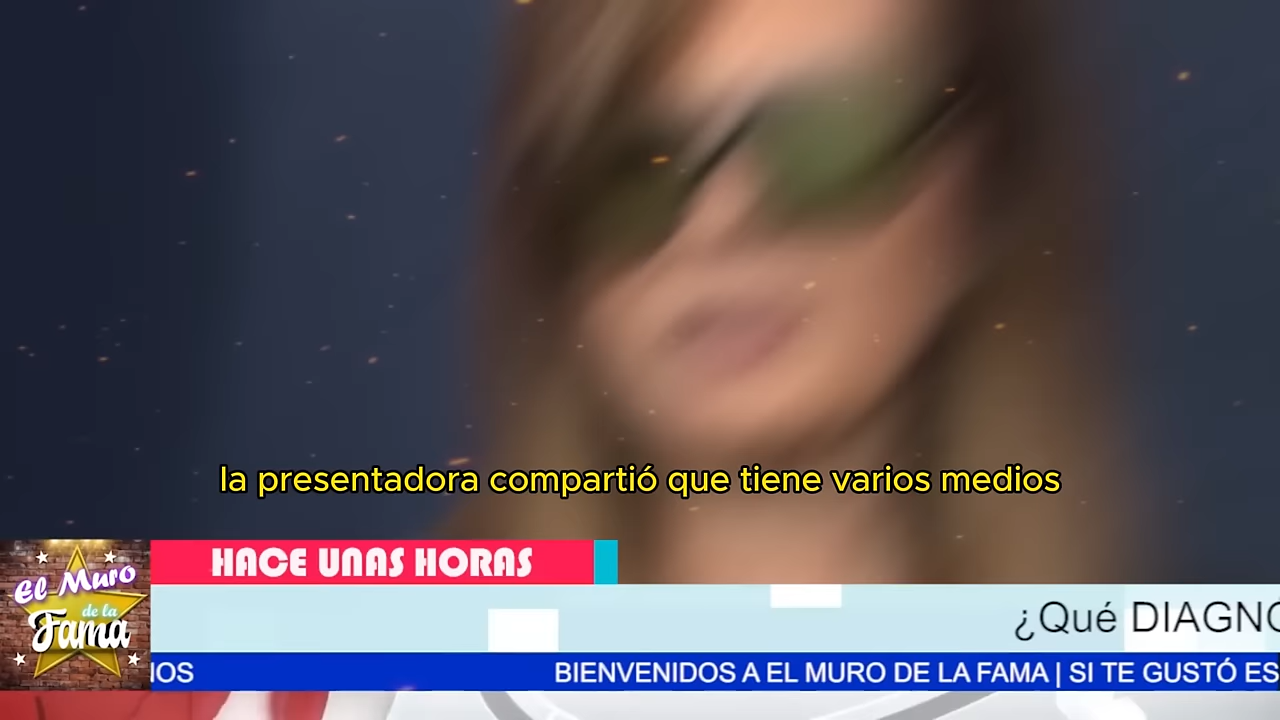 la presentadora compartió que tiene varios medios
HACE UNAS HORAS
El Muro
de la
Fama
¿Qué DIAGNÓ
IOS BIENVENIDOS A EL MURO DE LA FAMA | SI TE GUSTÓ ES